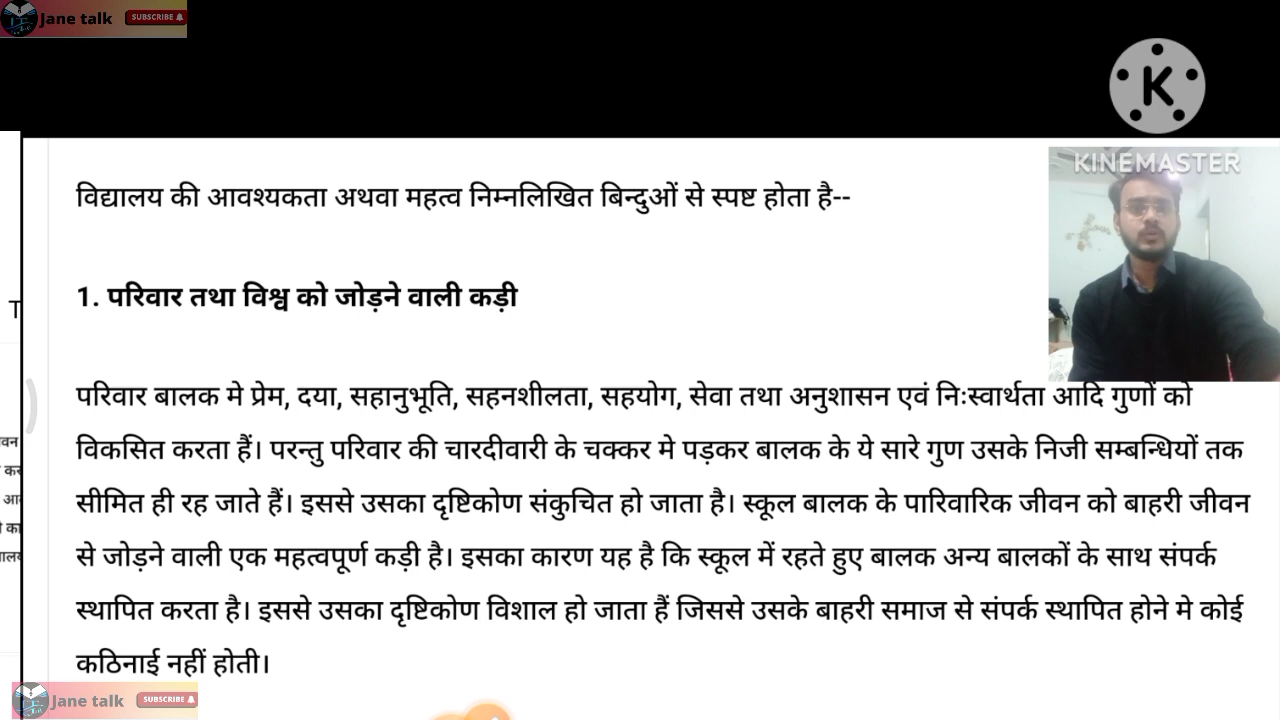 Jane talk SUBSCRIBE
K
KINEMASTER
विद्यालय की आवश्यकता अथवा महत्व निम्नलिखित बिन्दुओं से स्पष्ट होता है--
1. परिवार तथा विश्व को जोड़ने वाली कड़ी
T
परिवार बालक मे प्रेम, दया, सहानुभूति, सहनशीलता, सहयोग, सेवा तथा अनुशासन एवं निःस्वार्थता आदि गुणों को
विकसित करता हैं। परन्तु परिवार की चारदीवारी के चक्कर मे पड़कर बालक के ये सारे गुण उसके निजी सम्बन्धियों तक
सीमित ही रह जाते हैं। इससे उसका दृष्टिकोण संकुचित हो जाता है। स्कूल बालक के पारिवारिक जीवन को बाहरी जीवन
से जोड़ने वाली एक महत्वपूर्ण कड़ी है। इसका कारण यह है कि स्कूल में रहते हुए बालक अन्य बालकों के साथ संपर्क
स्थापित करता है। इससे उसका दृष्टिकोण विशाल हो जाता हैं जिससे उसके बाहरी समाज से संपर्क स्थापित होने मे कोई
कठिनाई नहीं होती।
Jane talk SUBSCRIBE